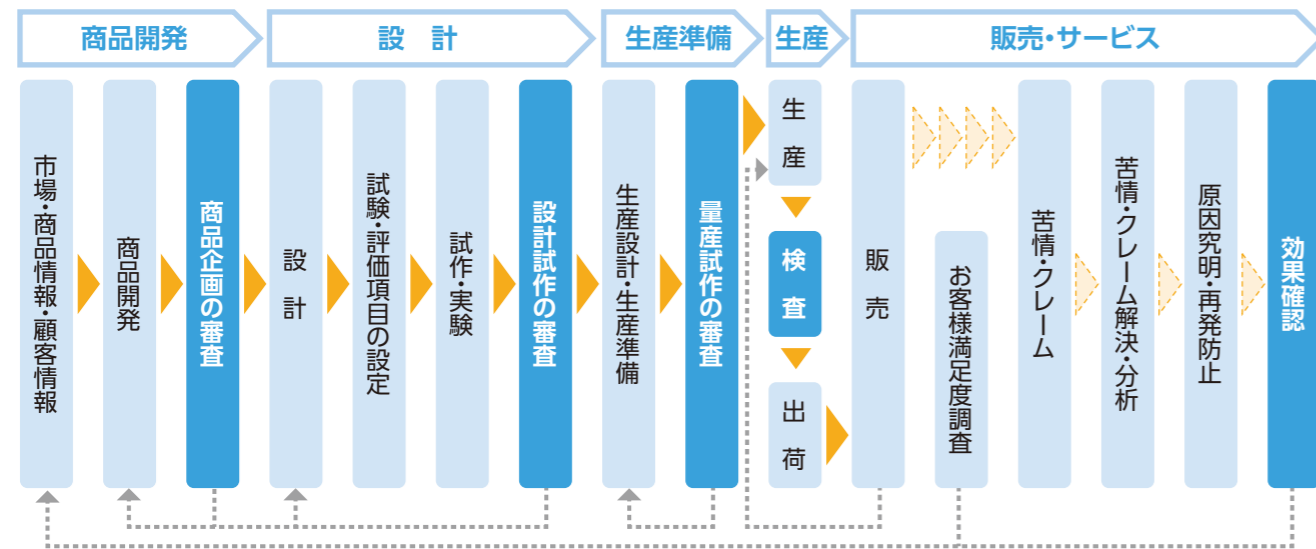 商品開発
設計
生産準備
生産
販売・サービス
市場・商品情報・顧客情報
商品開発
商品企画の審査
設計
試験・評価項目の設定
試作・実験
設計試作の審査
生産設計・生産準備
量産試作の審査
生産
検査
出荷
販売
お客様満足度調査
苦情・クレーム
苦情・クレーム解決・分析
原因究明・再発防止
効果確認